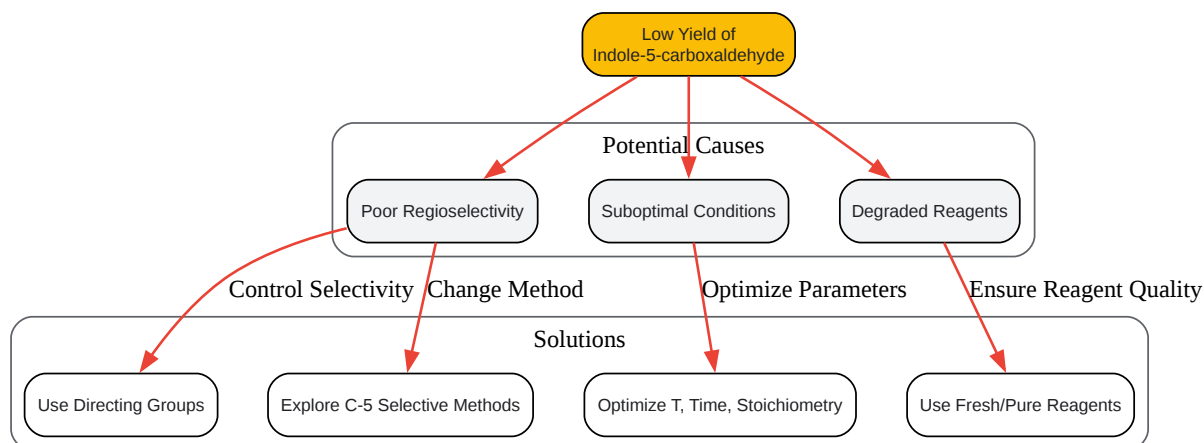 Low Yield of
Indole-5-carboxaldehyde
Potential Causes
Poor Regioselectivity
Suboptimal Conditions
Degraded Reagents
Control Selectivity
Change Method
Optimize Parameters
Ensure Reagent Quality
Solutions
Use Directing Groups
Explore C-5 Selective Methods
Optimize T, Time, Stoichiometry
Use Fresh/Pure Reagents